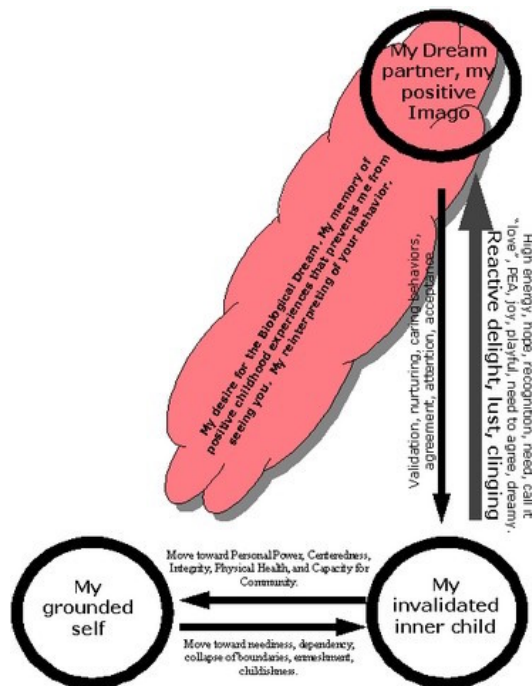 My Dream
partner, my
positive
Imago
My desire for the Biological Dream. My memory of
positive childhood experiences that prevents me from
seeing you. My reinterpreting of your behavior.
Validation, nurturing, caring behaviors,
agreement, attention, acceptance
High energy, hope, recognition, need, call it
"love", PEA, joy, playful, need to agree, dreamy.
Reactive delight, lust, clinging
Move toward Personal Power, Centeredness,
Integrity, Physical Health, and Capacity for
Community.
My
grounded
self
My
invalidated
inner child
Move toward neediness, dependency,
collapse of boundaries, enmeshment,
childishness.